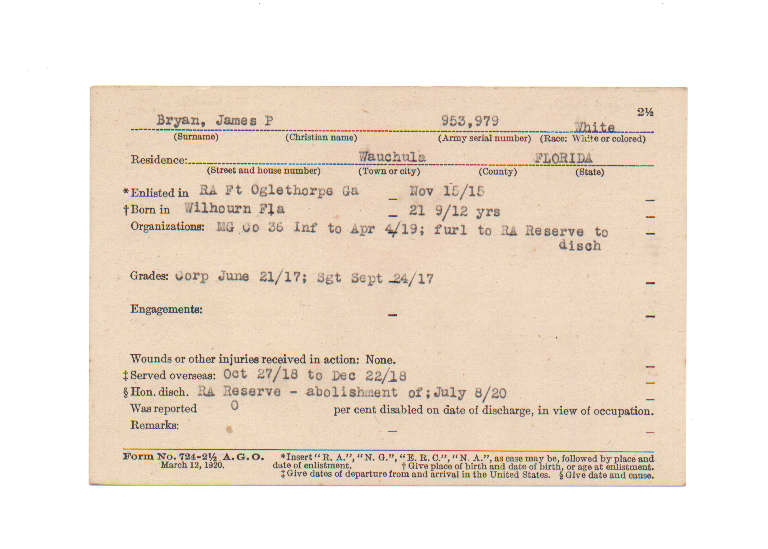 2½
Bryan, James P 953,979 White
(Surname) (Christian name) (Army serial number) (Race: White or colored)
Residence: Wauchula FLORIDA
(Street and house number) (Town or city) (County) (State)
*Enlisted in RA Ft Oglethorpe Ga _ Nov 15/15 _
†Born in Wilhourn Fla _ 21 9/12 yrs _
Organizations: MG Co 36 Inf to Apr 4/19; furl to RA Reserve to _
disch
Grades: Corp June 21/17; Sgt Sept 24/17 _
Engagements: _ _
Wounds or other injuries received in action: None. _
‡Served overseas: Oct 27/18 to Dec 22/18 _
§Hon. disch. RA Reserve - abolishment of; July 8/20 _
Was reported 0 per cent disabled on date of discharge, in view of occupation.
Remarks: _ _
Form No. 724-2½ A.G.O. *Insert "R. A.", "N. G.", "E. R. C.", "N. A.", as case may be, followed by place and
March 12, 1920. date of enlistment. †Give place of birth and date of birth, or age at enlistment.
‡Give dates of departure from and arrival in the United States. §Give date and cause.